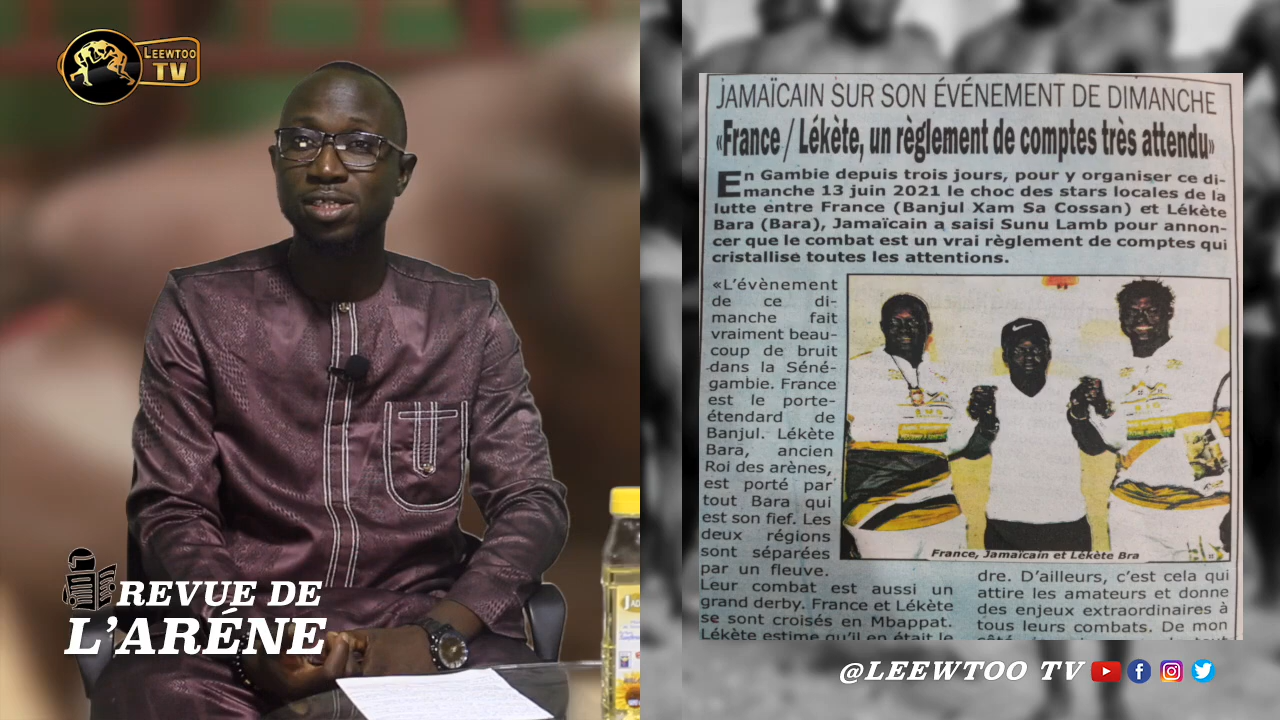 LEEWTOO
TV
REVUE DE
L'ARÉNE
JAMAÏCAIN SUR SON ÉVÉNEMENT DE DIMANCHE
«France / Lékète, un règlement de comptes très attendu»
En Gambie depuis trois jours, pour y organiser ce di-
manche 13 juin 2021 le choc des stars locales de la
lutte entre France (Banjul Xam Sa Cossan) et Lékète
Bara (Bara), Jamaïcain a saisi Sunu Lamb pour annon-
cer que le combat est un vrai règlement de comptes qui
cristallise toutes les attentions.
«L'évènement
de ce di-
manche fait
vraiment beau-
coup de bruit
dans la Séné-
gambie. France
est le porte-
étendard de
Banjul. Lékète
Bara, ancien
Roi des arènes,
est porté par
tout Bara qui
est son fief. Les
deux régions
sont séparées
par un fleuve.
Leur combat est aussi un
grand derby. France et Lékète
se sont croisés en Mbappat.
Lékète estime qu'il en était le
France, Jamaïcain et Lékète Bra
dre. D'ailleurs, c'est cela qui
attire les amateurs et donne
des enjeux extraordinaires à
tous leurs combats. De mon
@LEEWTOO TV